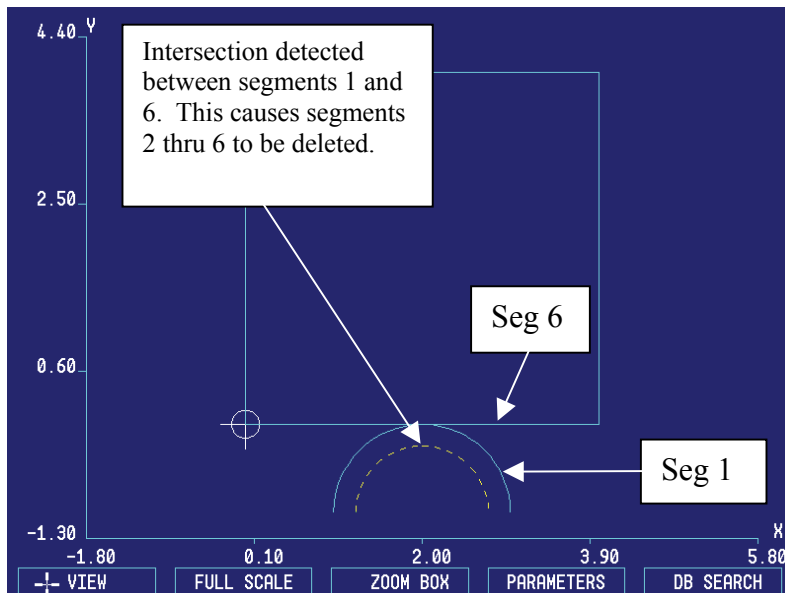 4.40 Y
Intersection detected
between segments 1 and
6. This causes segments
2 thru 6 to be deleted.
2.50
Seg 6
0.60
Seg 1
-1.30
X
-1.80 0.10 2.00 3.90 5.80
VIEW FULL SCALE ZOOM BOX PARAMETERS DB SEARCH